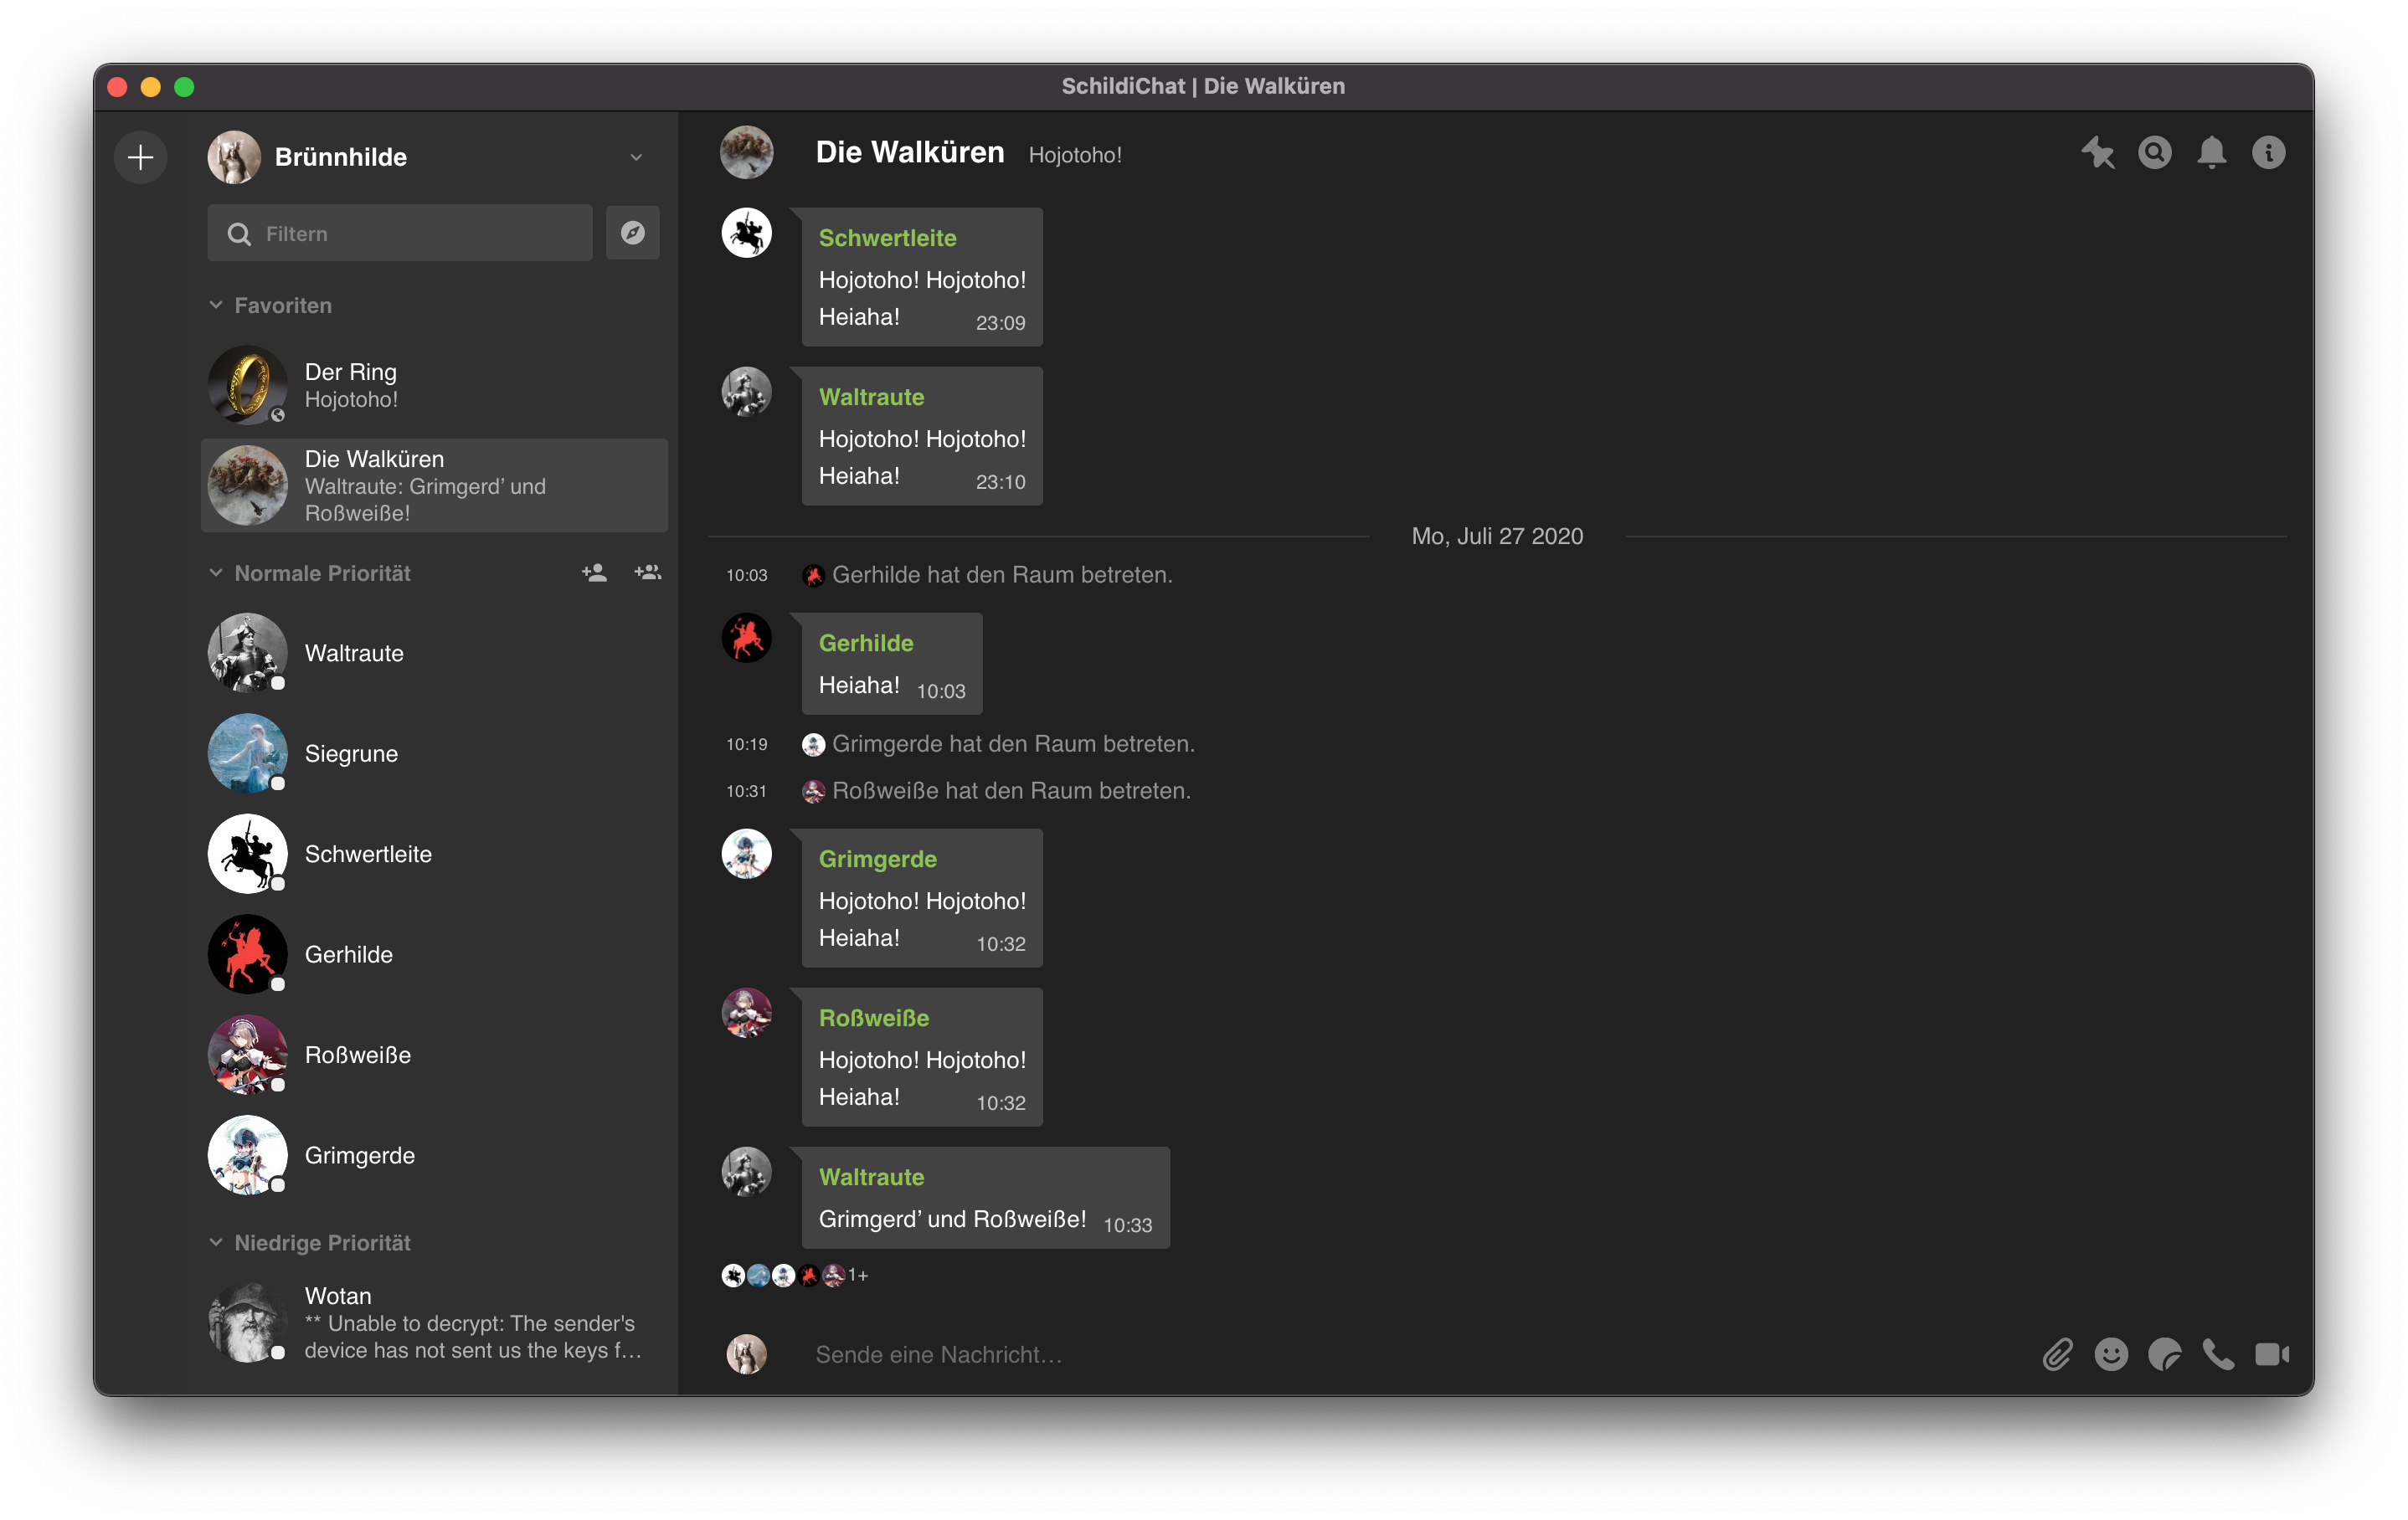 SchildiChat | Die Walküren
Brünnhilde
Filtern
Favoriten
Der Ring
Hojotoho!
Die Walküren
Waltraute: Grimgerd’ und
Roßweiße!
Normale Priorität
Waltraute
Siegrune
Schwertleite
Gerhilde
Roßweiße
Grimgerde
Niedrige Priorität
Wotan
** Unable to decrypt: The sender's
device has not sent us the keys f…
Die Walküren Hojotoho!
Schwertleite
Hojotoho! Hojotoho!
Heiaha! 23:09
Waltraute
Hojotoho! Hojotoho!
Heiaha! 23:10
Mo, Juli 27 2020
10:03 Gerhilde hat den Raum betreten.
Gerhilde
Heiaha! 10:03
10:19 Grimgerde hat den Raum betreten.
10:31 Roßweiße hat den Raum betreten.
Grimgerde
Hojotoho! Hojotoho!
Heiaha! 10:32
Roßweiße
Hojotoho! Hojotoho!
Heiaha! 10:32
Waltraute
Grimgerd’ und Roßweiße! 10:33
1+
Sende eine Nachricht…